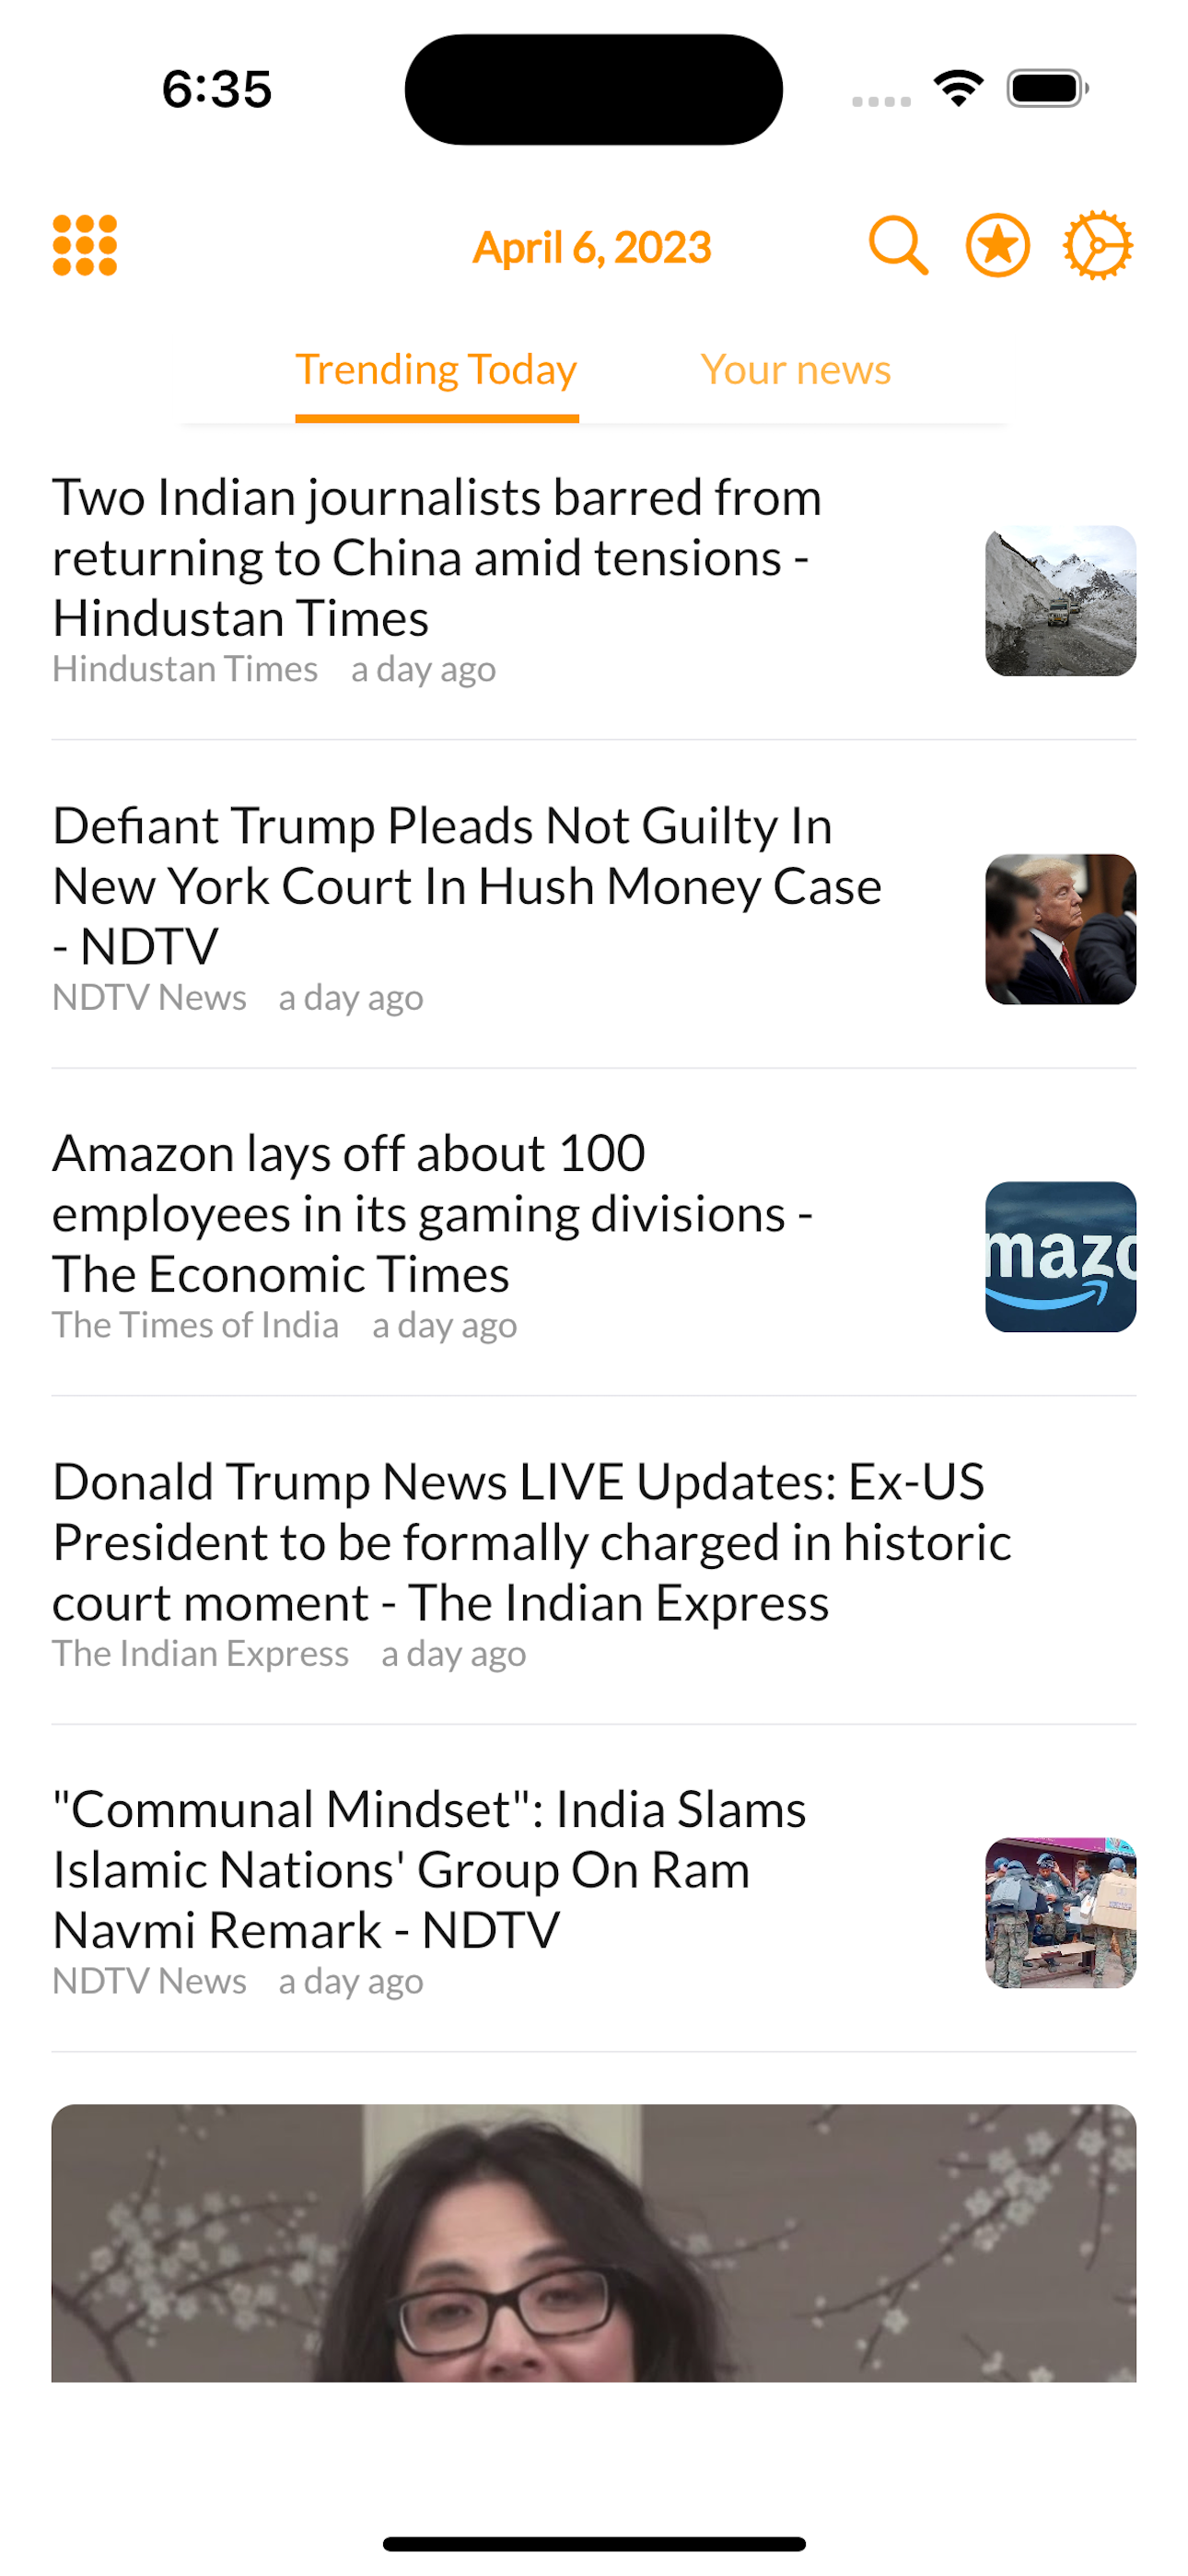 6:35
April 6, 2023
Trending Today
Your news
Two Indian journalists barred from
returning to China amid tensions -
Hindustan Times
Hindustan Times a day ago
Defiant Trump Pleads Not Guilty In
New York Court In Hush Money Case
- NDTV
NDTV News a day ago
Amazon lays off about 100
employees in its gaming divisions -
The Economic Times
mazo
The Times of India a day ago
Donald Trump News LIVE Updates: Ex-US
President to be formally charged in historic
court moment - The Indian Express
The Indian Express a day ago
"Communal Mindset": India Slams
Islamic Nations' Group On Ram
Navmi Remark - NDTV
NDTV News a day ago